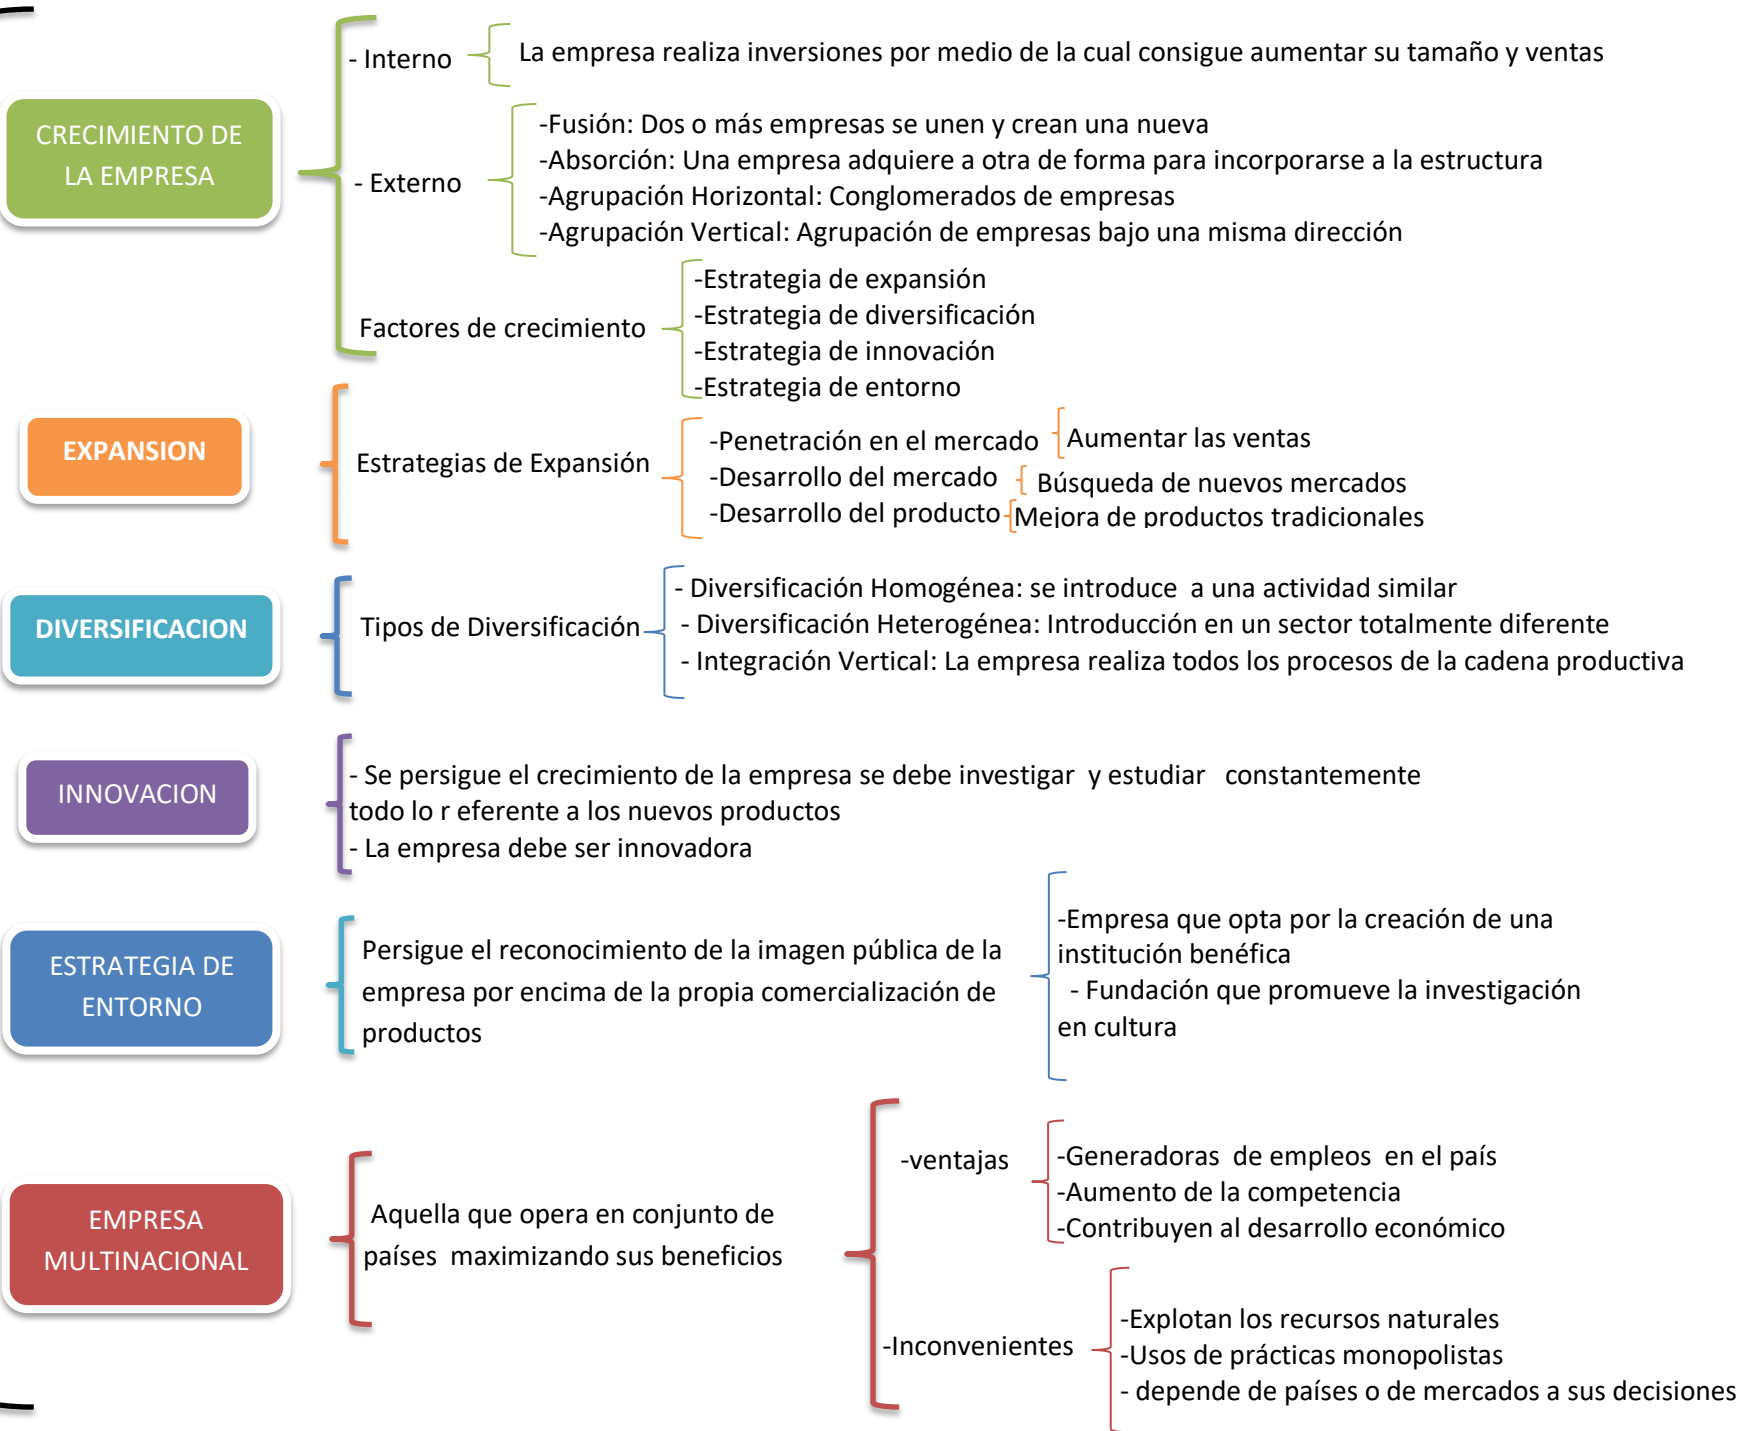 CRECIMIENTO DE
LA EMPRESA
- Interno
La empresa realiza inversiones por medio de la cual consigue aumentar su tamaño y ventas
- Externo
-Fusión: Dos o más empresas se unen y crean una nueva
-Absorción: Una empresa adquiere a otra de forma para incorporarse a la estructura
-Agrupación Horizontal: Conglomerados de empresas
-Agrupación Vertical: Agrupación de empresas bajo una misma dirección
Factores de crecimiento
-Estrategia de expansión
-Estrategia de diversificación
-Estrategia de innovación
-Estrategia de entorno
EXPANSION
Estrategias de Expansión
-Penetración en el mercado
Aumentar las ventas
-Desarrollo del mercado
Búsqueda de nuevos mercados
-Desarrollo del producto
Mejora de productos tradicionales
DIVERSIFICACION
Tipos de Diversificación
- Diversificación Homogénea: se introduce  a una actividad similar
- Diversificación Heterogénea: Introducción en un sector totalmente diferente
- Integración Vertical: La empresa realiza todos los procesos de la cadena productiva
INNOVACION
- Se persigue el crecimiento de la empresa se debe investigar  y estudiar   constantemente
todo lo r eferente a los nuevos productos
- La empresa debe ser innovadora
ESTRATEGIA DE
ENTORNO
Persigue el reconocimiento de la imagen pública de la
empresa por encima de la propia comercialización de
productos
-Empresa que opta por la creación de una
institución benéfica
- Fundación que promueve la investigación
en cultura
EMPRESA
MULTINACIONAL
Aquella que opera en conjunto de
países  maximizando sus beneficios
-ventajas
-Generadoras  de empleos  en el país
-Aumento de la competencia
-Contribuyen al desarrollo económico
-Inconvenientes
-Explotan los recursos naturales
-Usos de prácticas monopolistas
- depende de países o de mercados a sus decisiones